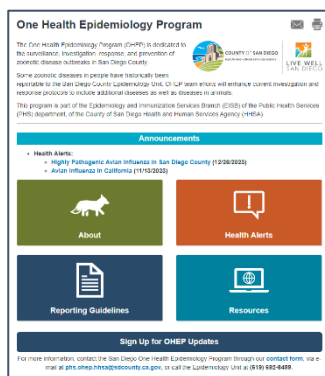 One Health Epidemiology Program
The One Health Epidemiology Program (OHEP) is dedicated to
the surveillance, investigation, response, and prevention of
zoonotic disease outbreaks in San Diego County.
COUNTY OF SAN DIEGO
HEALTH AND HUMAN SERVICES AGENCY
LIVE WELL
SAN DIEGO
Some zoonotic diseases in people have historically been
reportable to the San Diego County Epidemiology Unit. OHEP team efforts will enhance current investigation and
response protocols to include additional diseases as well as diseases in animals.
This program is a part of the Epidemiology and Immunization Services Branch (EISB) of the Public Health Services
(PHS) department, of the County of San Diego Health and Human Services Agency (HHSA).
Announcements
• Health Alerts:
• Highly Pathogenic Avian Influenza in San Diego County (12/26/2023)
• Avian Influenza in California (11/13/2023)
About
Health Alerts
Reporting Guidelines
Resources
Sign Up for OHEP Updates
For more information, contact the San Diego One Health Epidemiology Program through our contact form, via e-
mail at phs.ohep.hhsa@sdcounty.ca.gov, or call the Epidemiology Unit at (619) 692-8499.